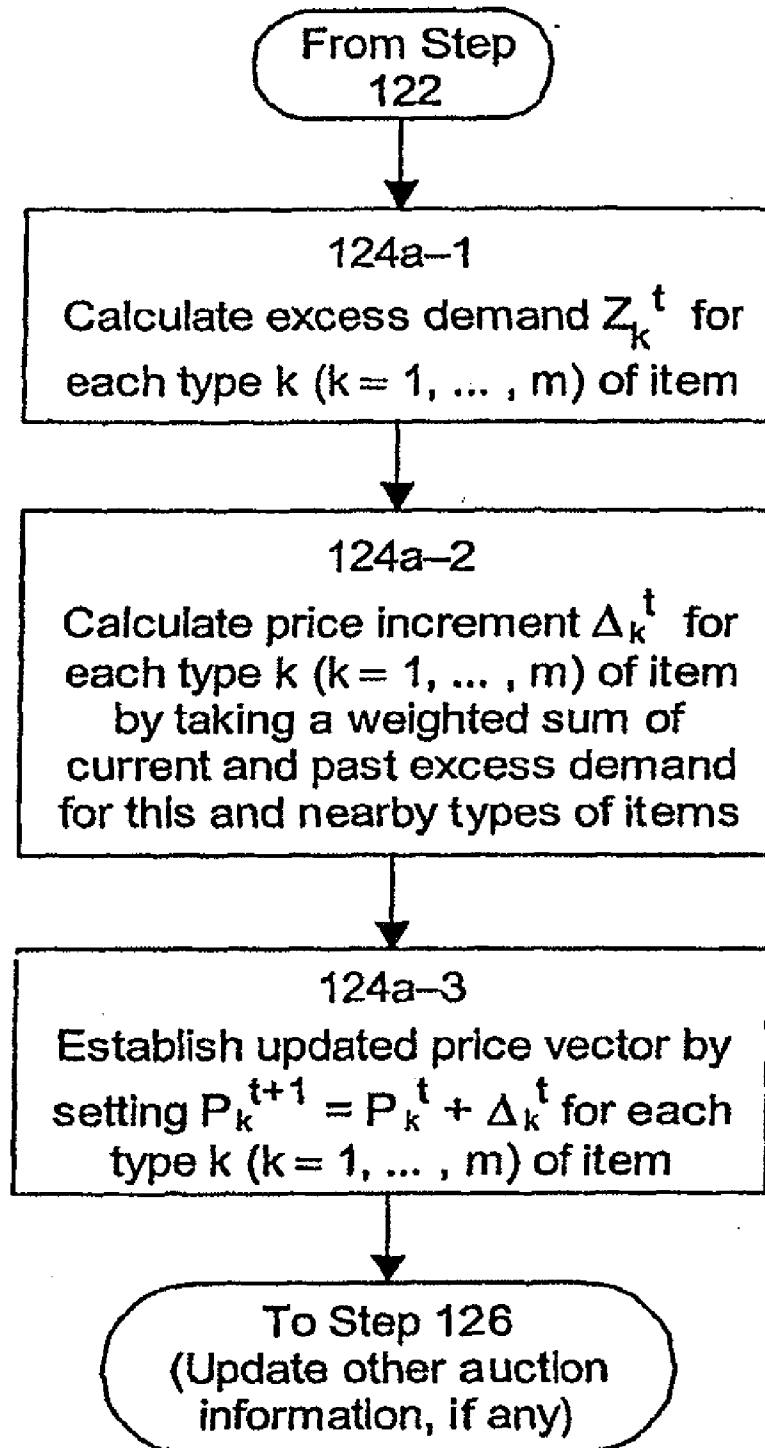 From Step
122
124a–1
Calculate excess demand Z_k^t for
each type k (k = 1, ... , m) of item
124a–2
Calculate price increment Δ_k^t for
each type k (k = 1, ... , m) of item
by taking a weighted sum of
current and past excess demand
for this and nearby types of items
124a–3
Establish updated price vector by
setting P_k^{t+1} = P_k^t + Δ_k^t for each
type k (k = 1, ... , m) of item
To Step 126
(Update other auction
information, if any)